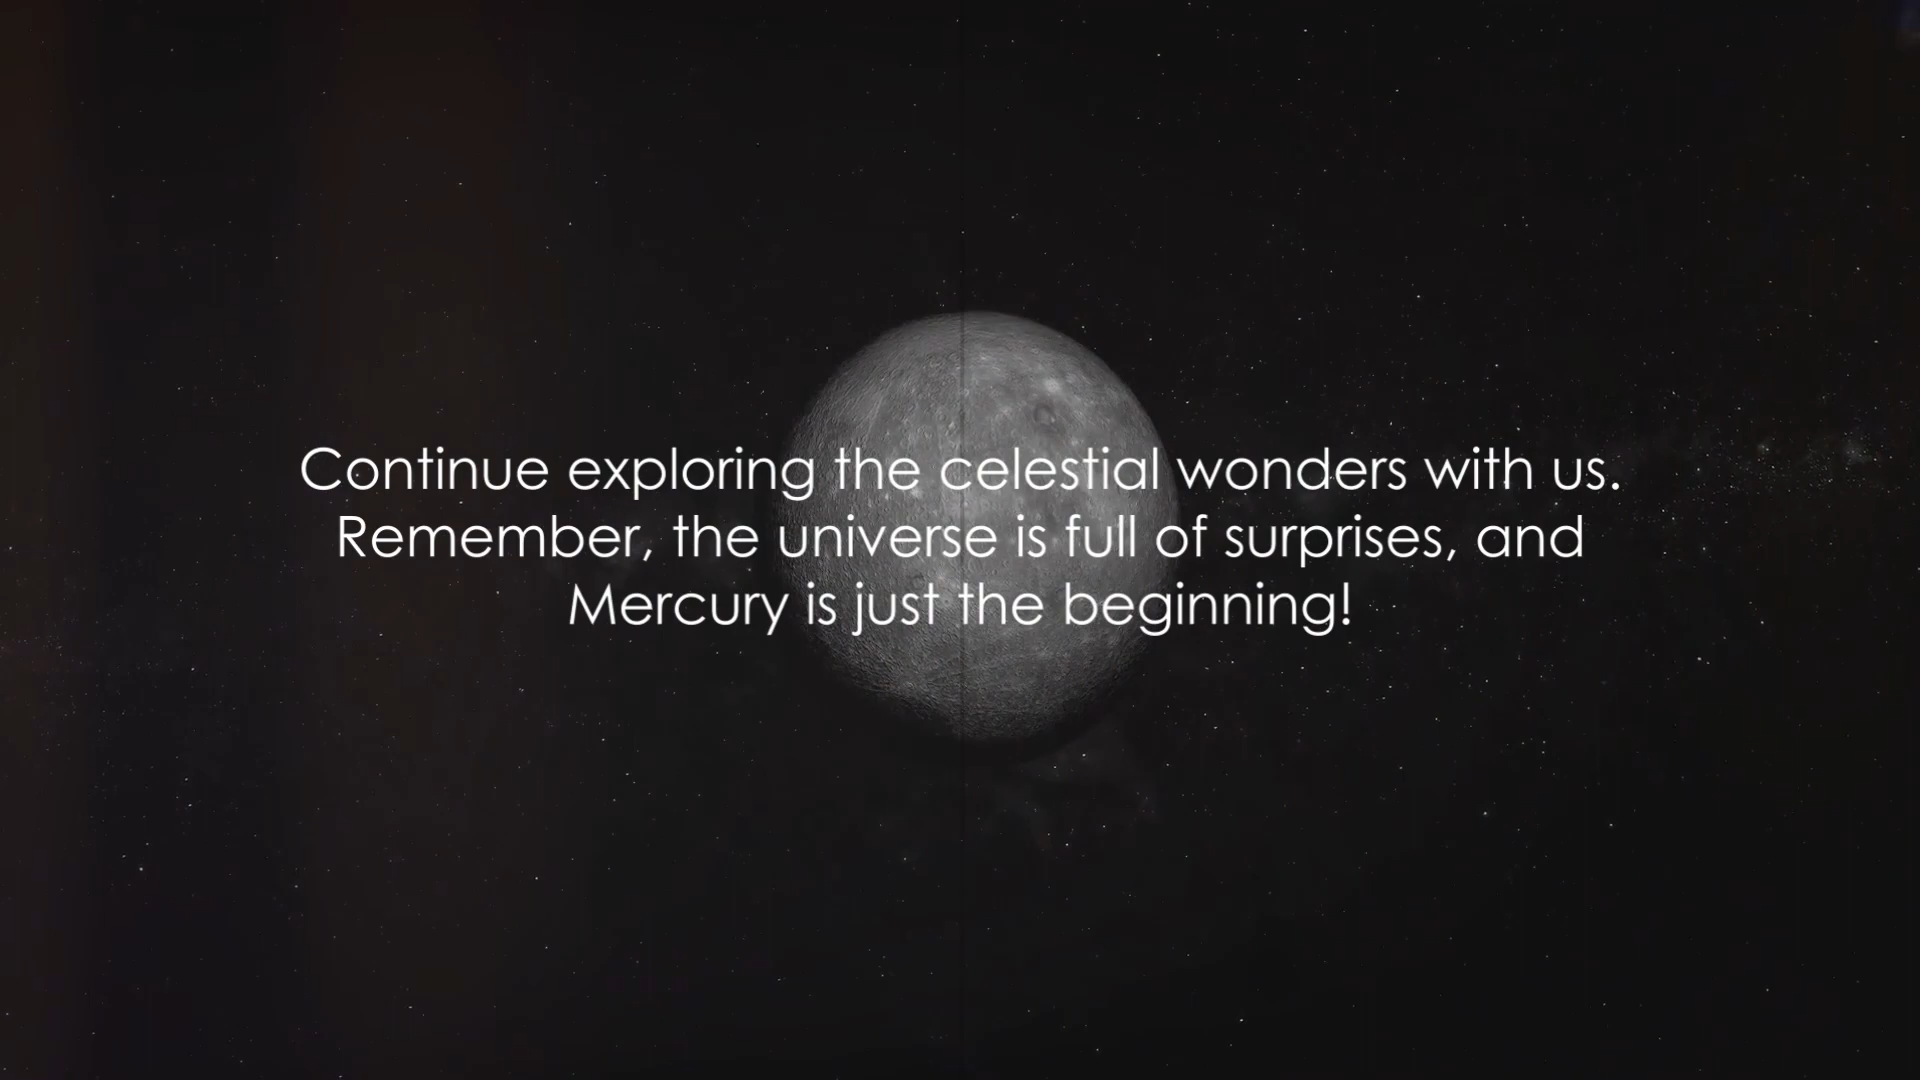 Continue exploring the celestial wonders with us.
Remember, the universe is full of surprises, and
Mercury is just the beginning!